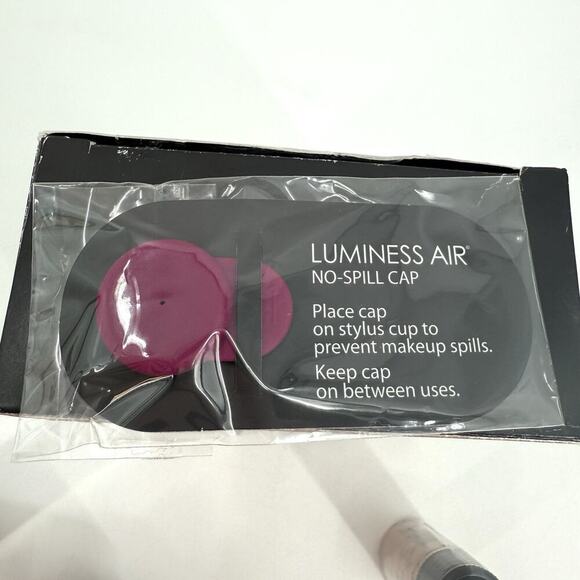 LUMINESS AIR®
NO-SPILL CAP
Place cap
on stylus cup to
prevent makeup spills.
Keep cap
on between uses.